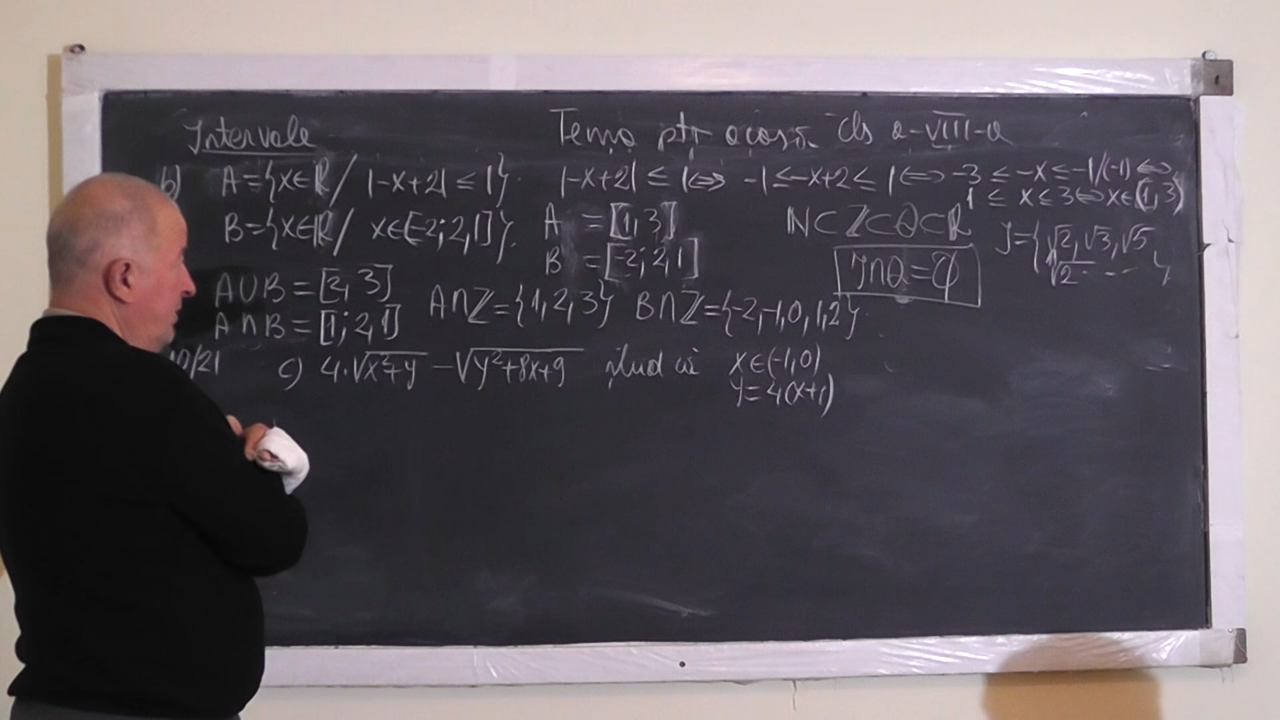 Intervale
Tema ptr acasă cls a-VIII-a
b) A={x∈ℝ/ |-x+2| ≤ 1}. |-x+2| ≤ 1 ⇔ -1≤-x+2 ≤ 1 ⇔ -3 ≤ -x ≤ -1/(-1) ⇔
1 ≤ x ≤ 3 ⇔ x∈[1,3]
B={x∈ℝ/ x∈[-2; 2,1]}.
A = [1,3]
B = [-2; 2,1]
ℕ⊂ℤ⊂ℚ⊂ℝ
J={√2, √3, √5
√2 ... }
J∩ℚ=∅
A∪B=[2, 3]
A∩B=[1; 2,1]
A∩ℤ={1,2,3} B∩ℤ={-2,-1,0,1,2}.
10/21 c) 4·√x²+y - √y²+8x+9 x∈(-1,0)
y=4(x+1)